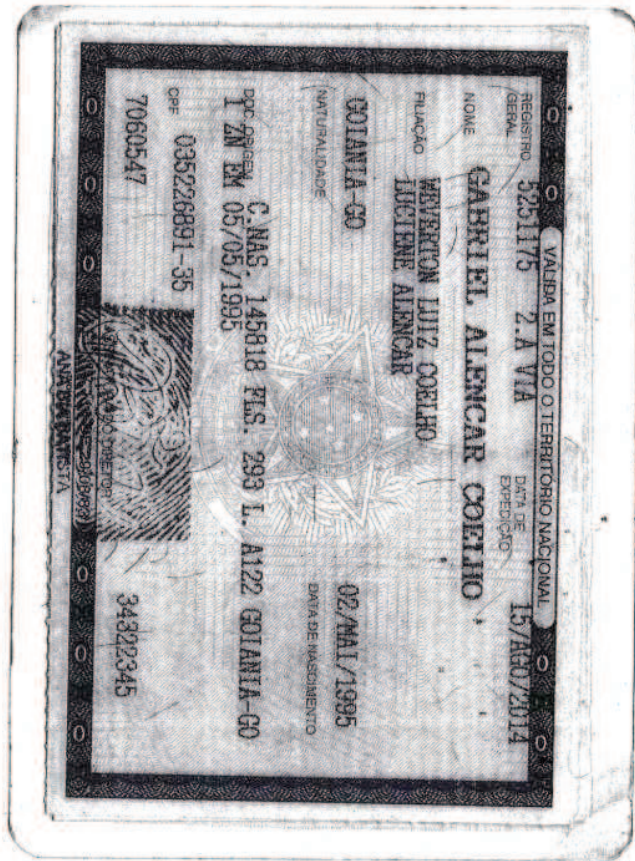 VÁLIDA EM TODO O TERRITÓRIO NACIONAL
REGISTRO GERAL 5251175 2.A VIA DATA DE EXPEDIÇÃO 15/AGO/2014
NOME
GABRIEL ALENCAR COELHO
FILIAÇÃO
WEVERTON LUIZ COELHO
LUCIENE ALENCAR
NATURALIDADE DATA DE NASCIMENTO
GOIANIA-GO 02/MAI/1995
DOC. ORIGEM C.NAS. 145818 FLS. 293 L. A122 GOIANIA-GO
1 ZN EM 05/05/1995
CPF 035226891-35
7060547 34322345
DIRETOR
BATISTA